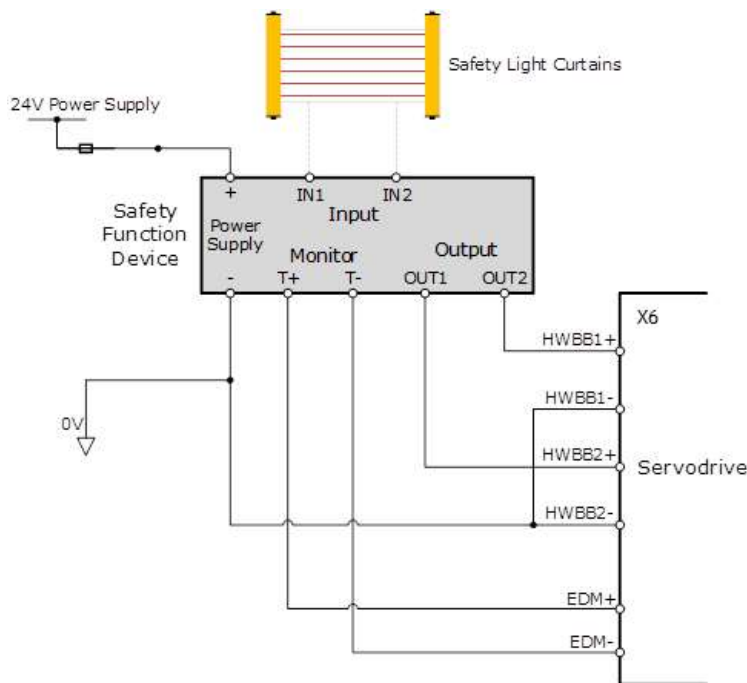 Safety Light Curtains
24V Power Supply
+
IN1
IN2
Input
Safety
Function
Device
Power
Supply
Monitor
Output
-
T+
T-
OUT1
OUT2
X6
HWBB1+
HWBB1-
0V
HWBB2+
Servodrive
HWBB2-
EDM+
EDM-